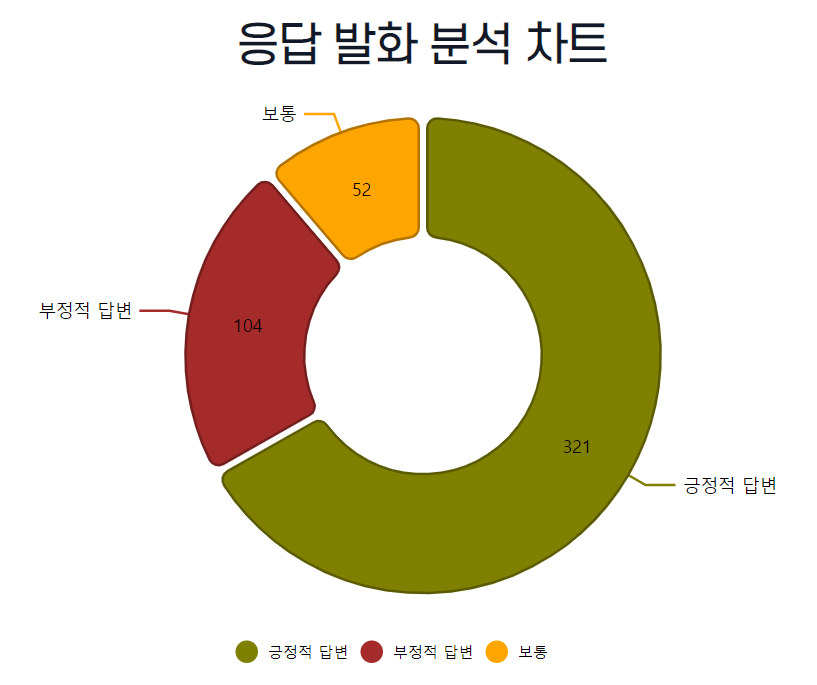 응답 발화 분석 차트
보통
52
부정적 답변
104
321
긍정적 답변
긍정적 답변 부정적 답변 보통